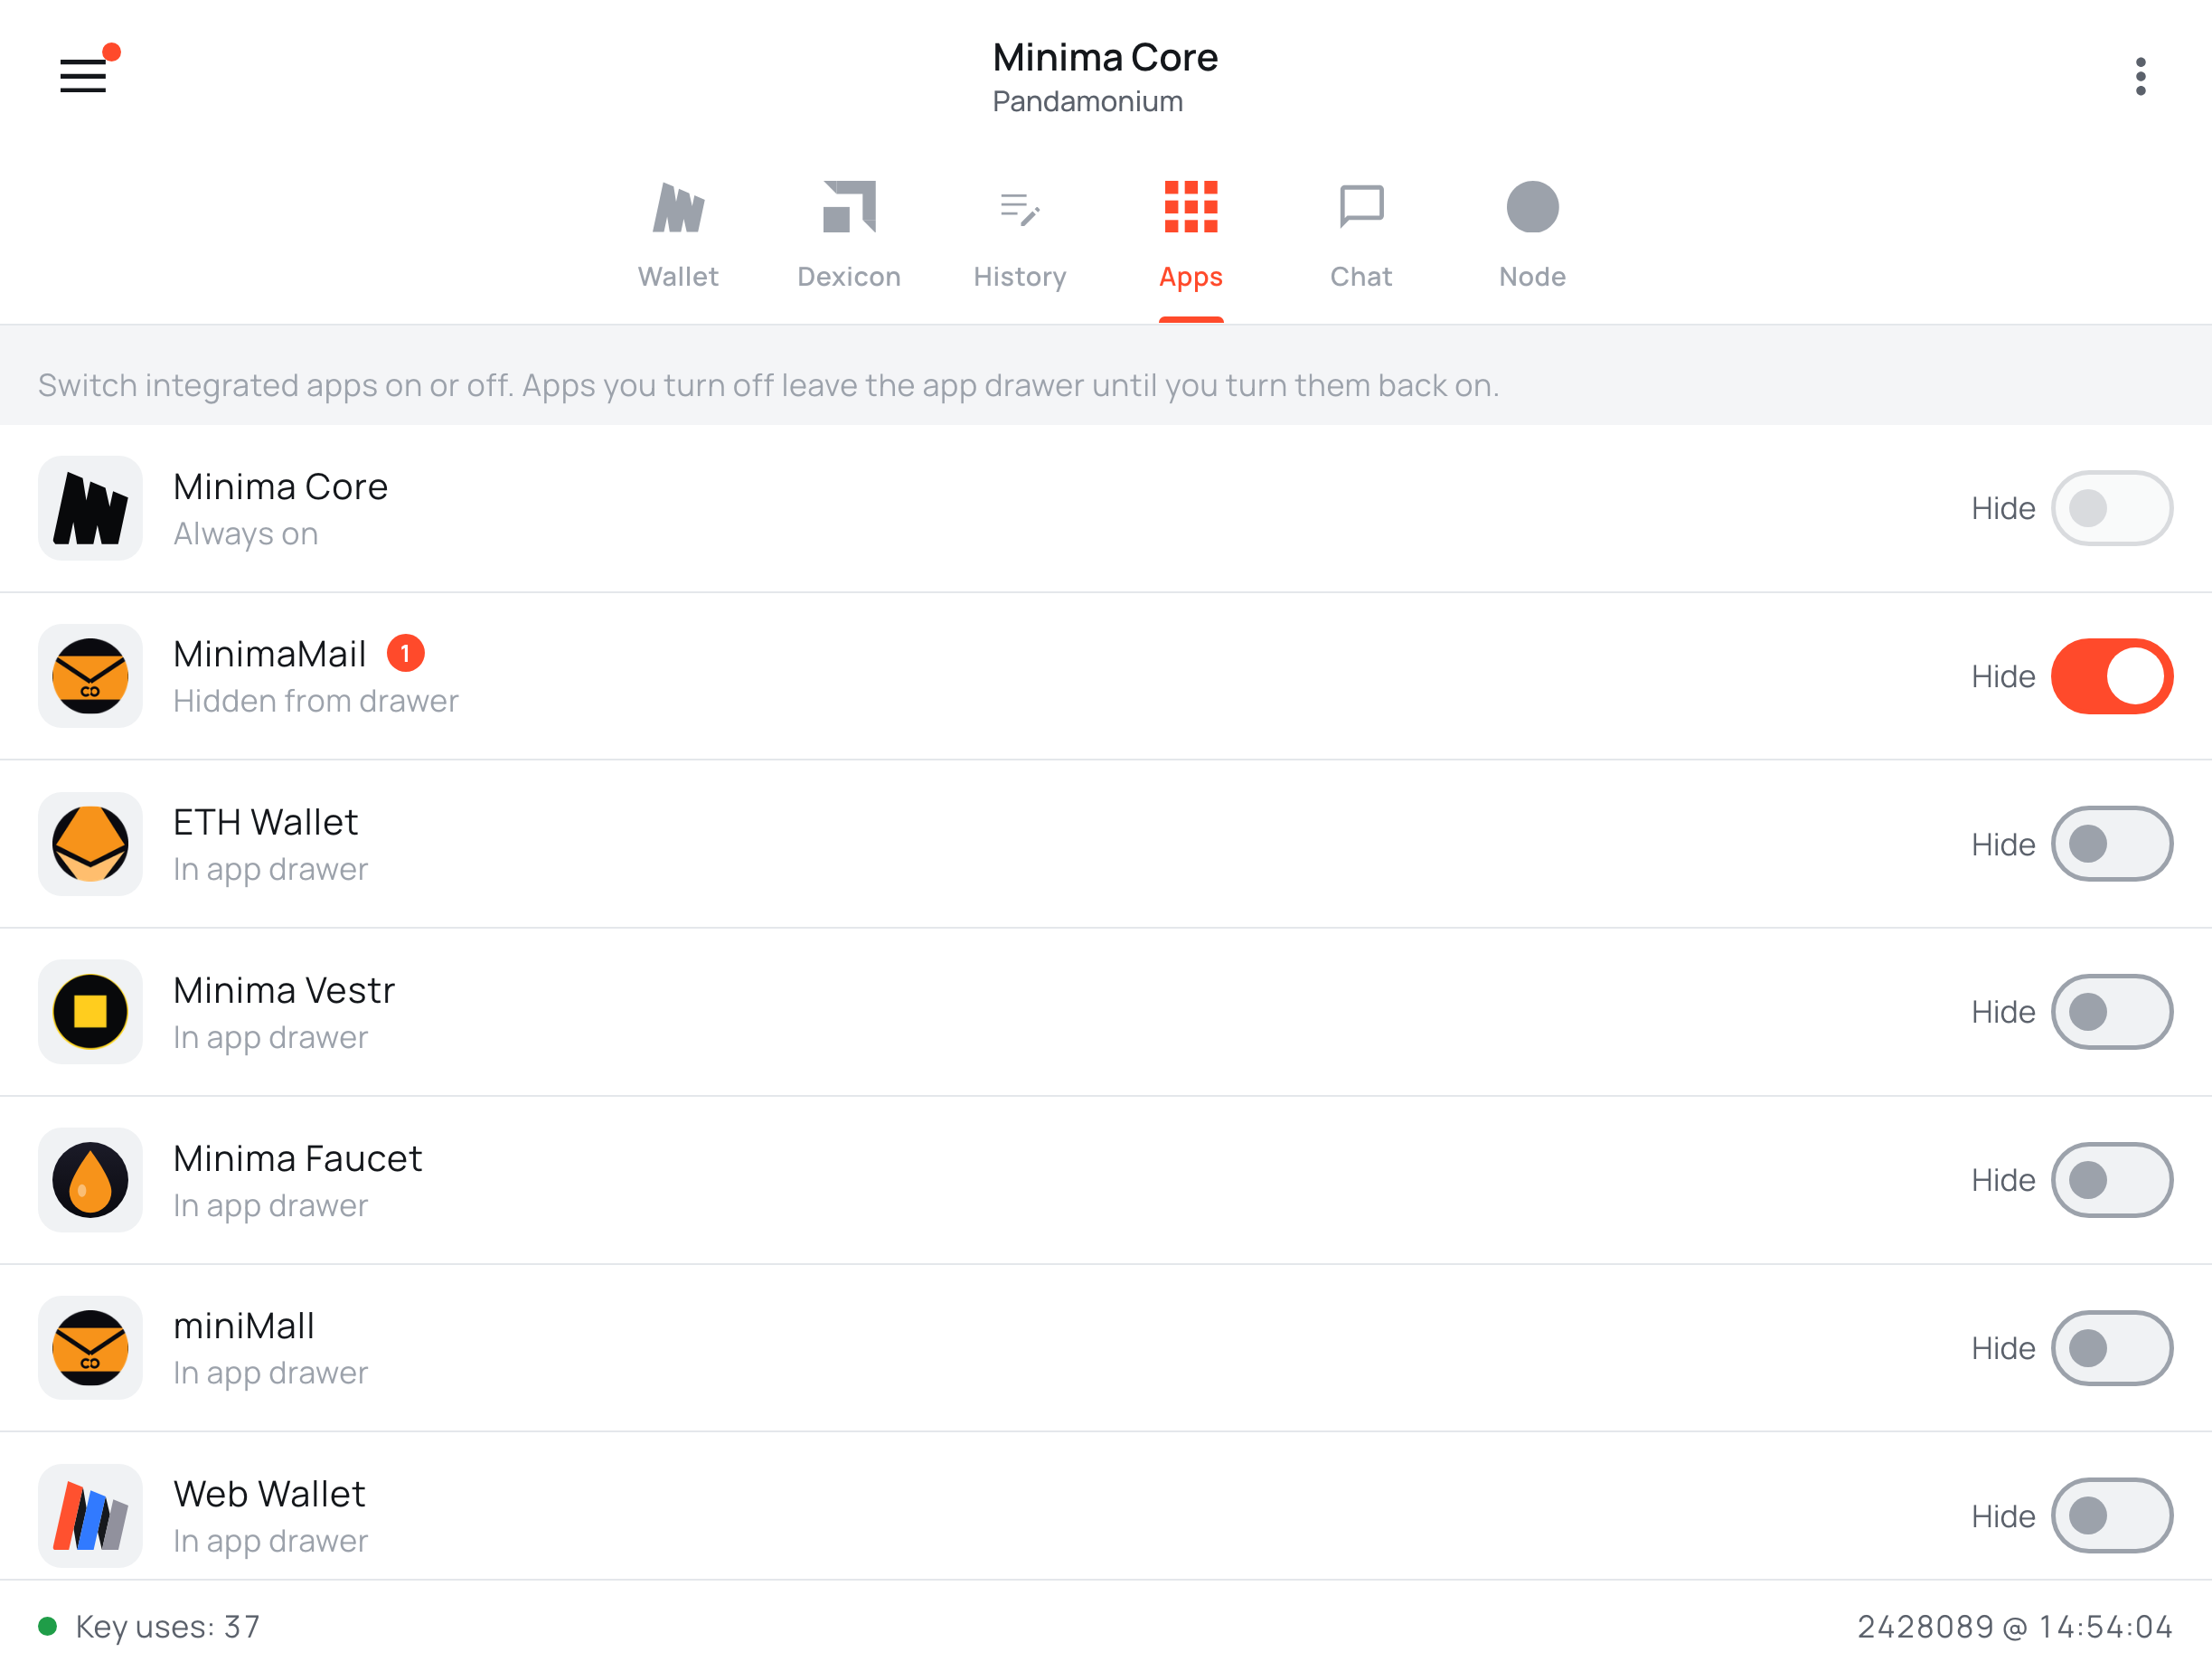 Minima Core
Pandamonium
Wallet
Dexicon
History
Apps
Chat
Node
Switch integrated apps on or off. Apps you turn off leave the app drawer until you turn them back on.
Minima Core
Always on
Hide
MinimaMail 1
Hidden from drawer
Hide
ETH Wallet
In app drawer
Hide
Minima Vestr
In app drawer
Hide
Minima Faucet
In app drawer
Hide
miniMall
In app drawer
Hide
Web Wallet
In app drawer
Hide
Key uses: 37
2428089 @ 14:54:04